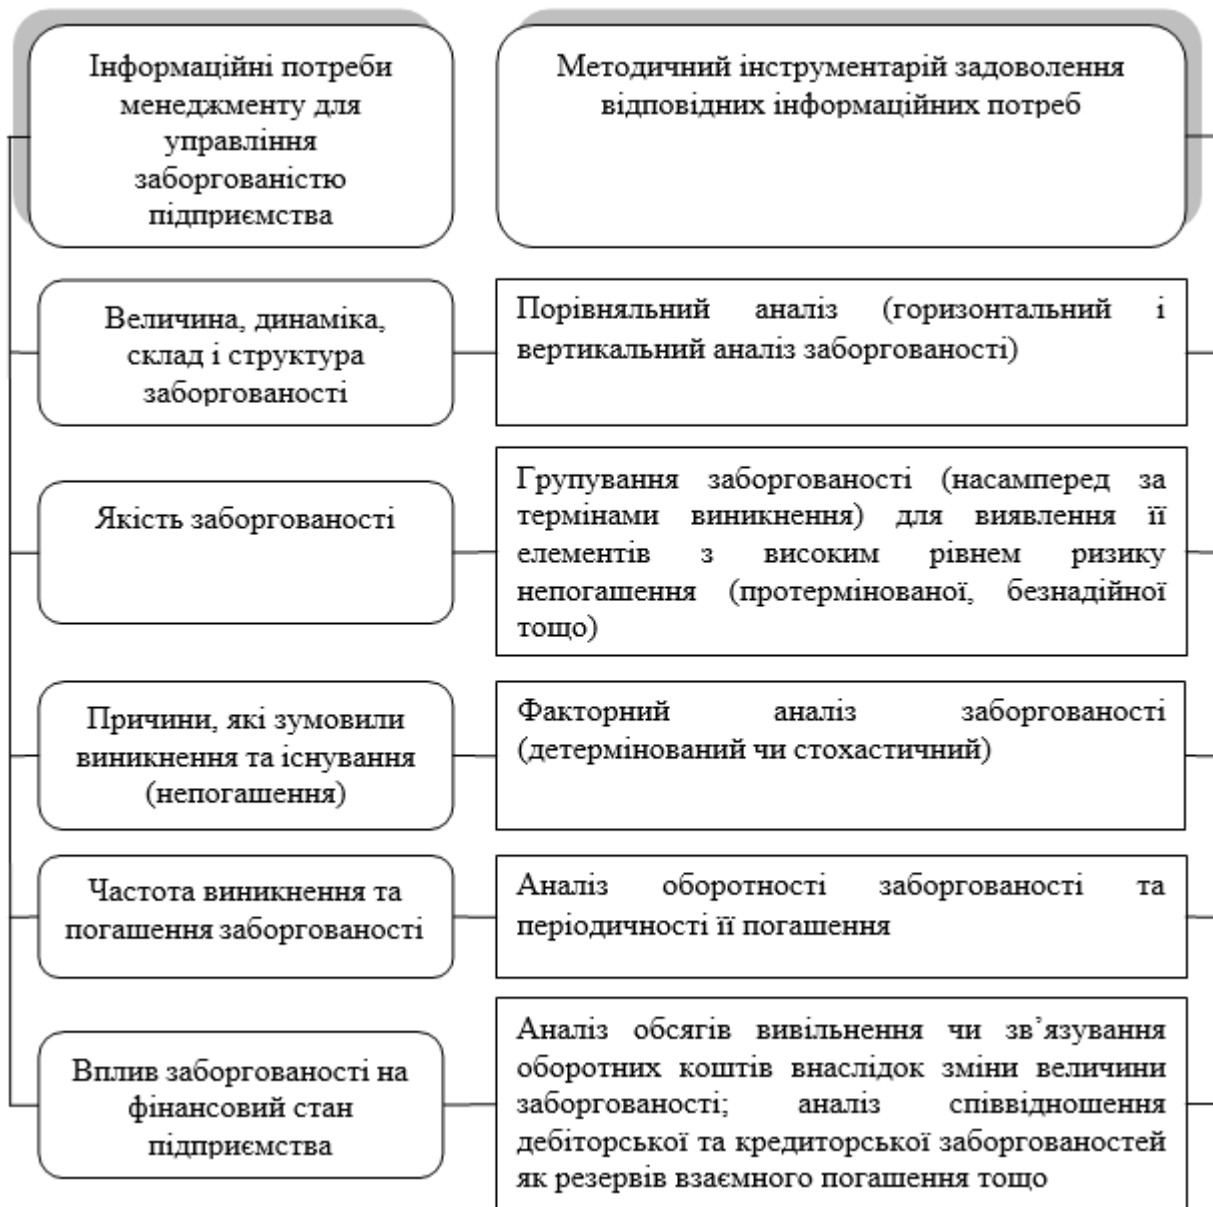 Інформаційні потреби
менеджменту для
управління
заборгованістю
підприємства
Методичний інструментарій задоволення
відповідних інформаційних потреб
Величина, динаміка,
склад і структура
заборгованості
Порівняльний аналіз (горизонтальний і
вертикальний аналіз заборгованості)
Якість заборгованості
Групування заборгованості (насамперед за
термінами виникнення) для виявлення її
елементів з високим рівнем ризику
непогашення (протермінованої, безнадійної
тощо)
Причини, які зумовили
виникнення та існування
(непогашення)
Факторний аналіз заборгованості
(детермінований чи стохастичний)
Частота виникнення та
погашення заборгованості
Аналіз оборотності заборгованості та
періодичності її погашення
Вплив заборгованості на
фінансовий стан
підприємства
Аналіз обсягів вивільнення чи зв’язування
оборотних коштів внаслідок зміни величини
заборгованості; аналіз співвідношення
дебіторської та кредиторської заборгованостей
як резервів взаємного погашення тощо